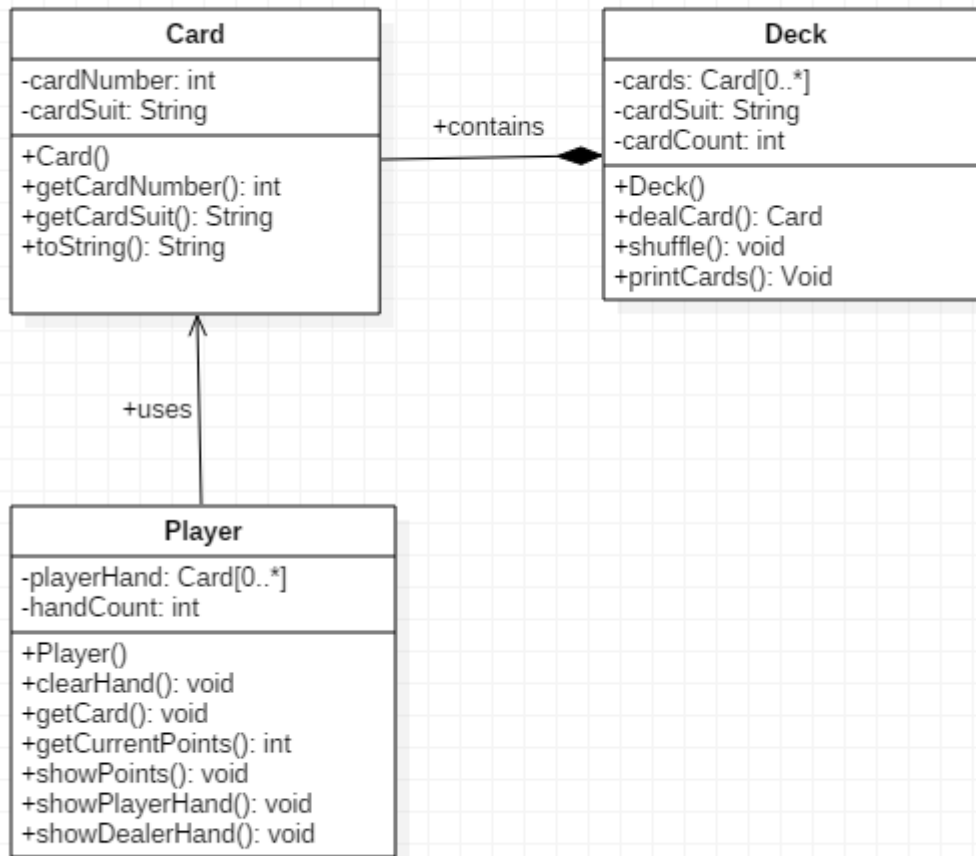 Card
-cardNumber: int
-cardSuit: String
+Card()
+getCardNumber(): int
+getCardSuit(): String
+toString(): String
+contains
Deck
-cards: Card[0..*]
-cardSuit: String
-cardCount: int
+Deck()
+dealCard(): Card
+shuffle(): void
+printCards(): Void
+uses
Player
-playerHand: Card[0..*]
-handCount: int
+Player()
+clearHand(): void
+getCard(): void
+getCurrentPoints(): int
+showPoints(): void
+showPlayerHand(): void
+showDealerHand(): void